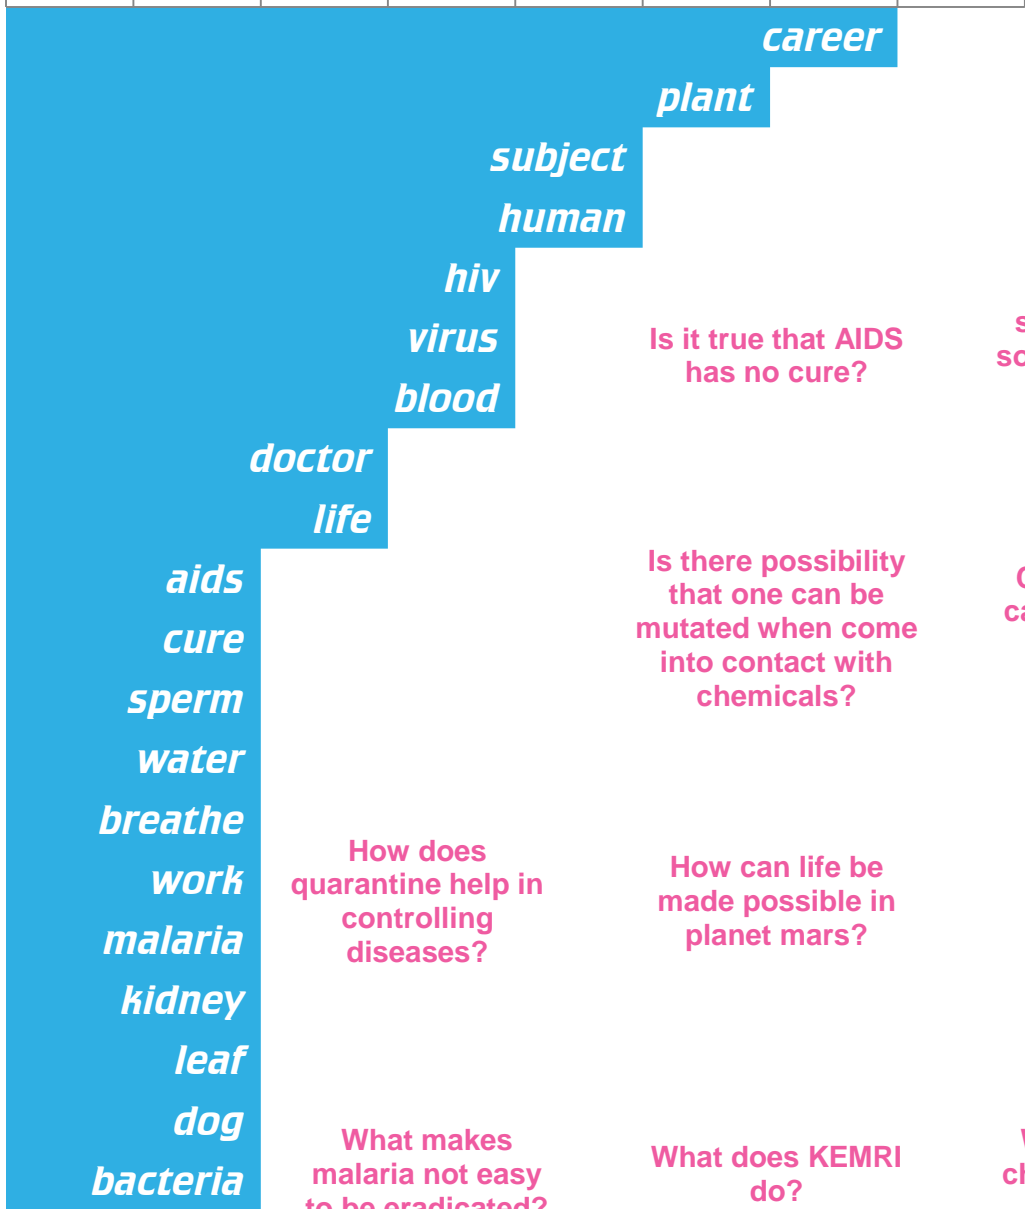 career
plant
subject
human
hiv
virus
blood
doctor
life
aids
cure
sperm
water
breathe
work
malaria
kidney
leaf
dog
bacteria
Is it true that AIDS
has no cure?
Is there possibility
that one can be
mutated when come
into contact with
chemicals?
How does
quarantine help in
controlling
diseases?
How can life be
made possible in
planet mars?
What makes
malaria not easy
to be eradicated?
What does KEMRI
do?